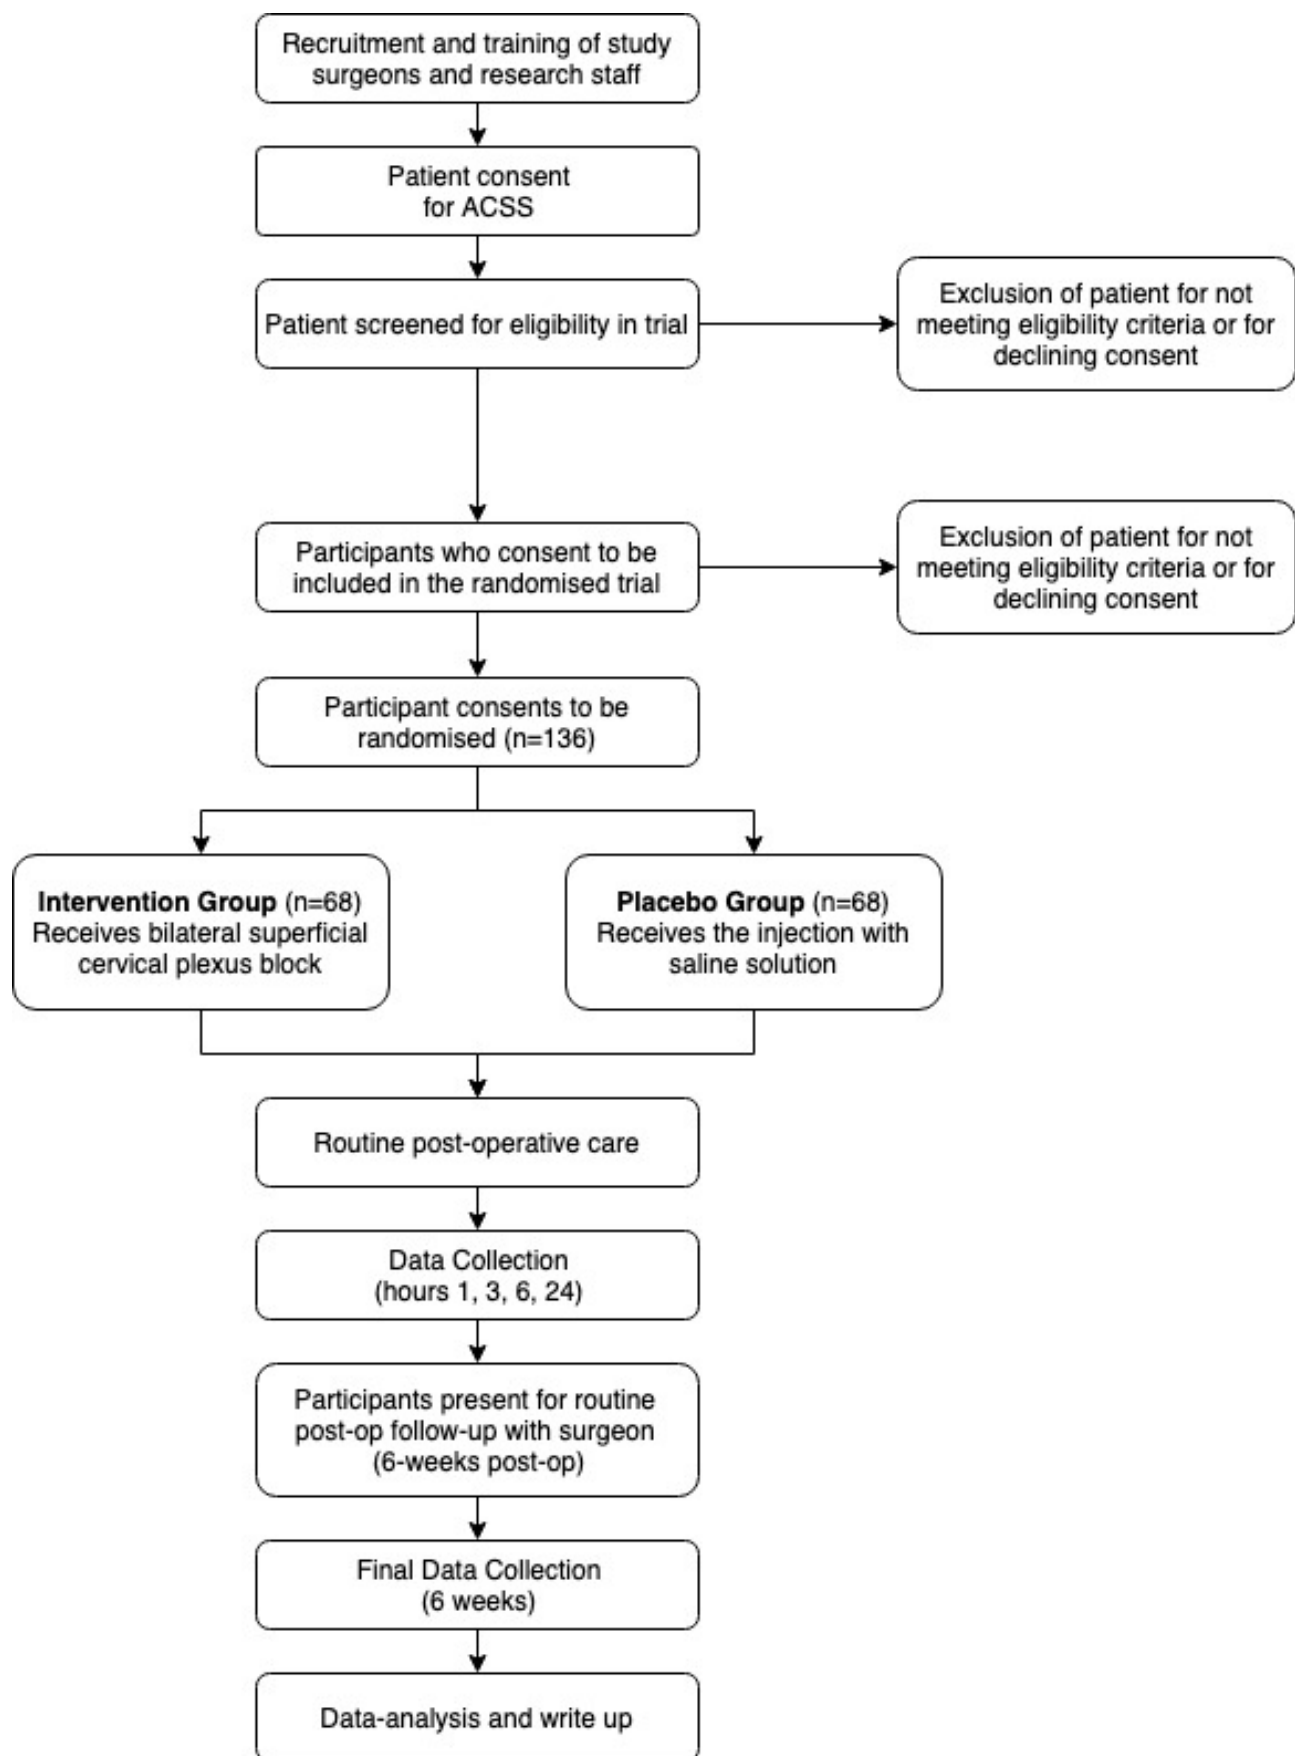 Recruitment and training of study
surgeons and research staff
Patient consent
for ACSS
Patient screened for eligibility in trial
Exclusion of patient for not
meeting eligibility criteria or for
declining consent
Participants who consent to be
included in the randomised trial
Exclusion of patient for not
meeting eligibility criteria or for
declining consent
Participant consents to be
randomised (n=136)
Intervention Group (n=68)
Receives bilateral superficial
cervical plexus block
Placebo Group (n=68)
Receives the injection with
saline solution
Routine post-operative care
Data Collection
(hours 1, 3, 6, 24)
Participants present for routine
post-op follow-up with surgeon
(6-weeks post-op)
Final Data Collection
(6 weeks)
Data-analysis and write up